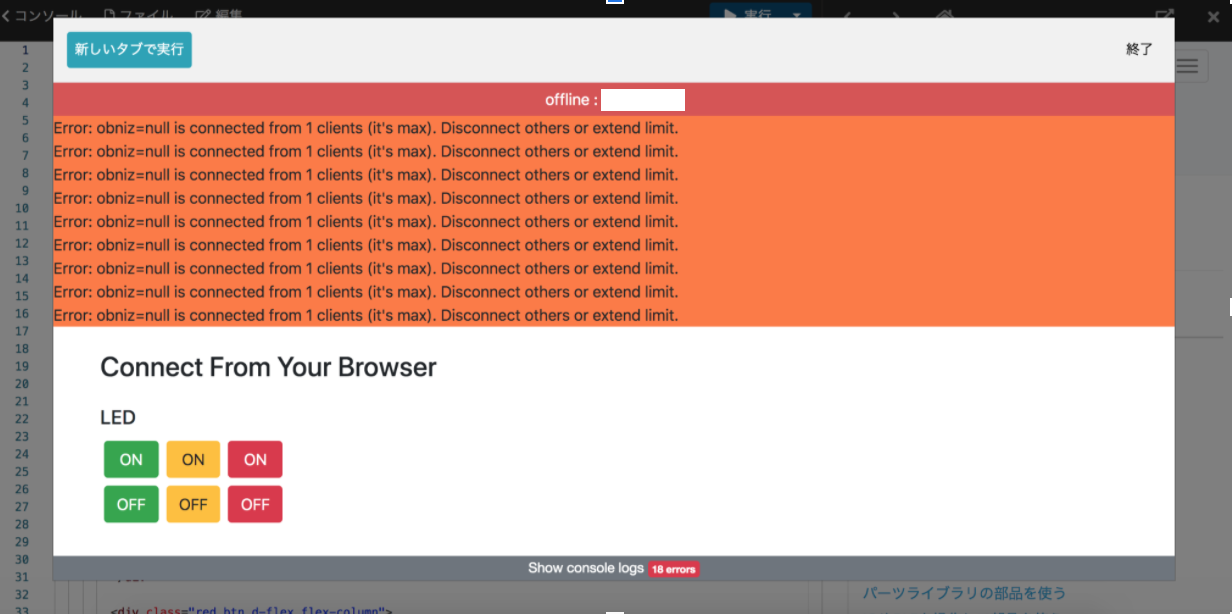 コンソール ファイル 編集 実行
新しいタブで実行 終了
offline :
Error: obniz=null is connected from 1 clients (it's max). Disconnect others or extend limit.
Error: obniz=null is connected from 1 clients (it's max). Disconnect others or extend limit.
Error: obniz=null is connected from 1 clients (it's max). Disconnect others or extend limit.
Error: obniz=null is connected from 1 clients (it's max). Disconnect others or extend limit.
Error: obniz=null is connected from 1 clients (it's max). Disconnect others or extend limit.
Error: obniz=null is connected from 1 clients (it's max). Disconnect others or extend limit.
Error: obniz=null is connected from 1 clients (it's max). Disconnect others or extend limit.
Error: obniz=null is connected from 1 clients (it's max). Disconnect others or extend limit.
Error: obniz=null is connected from 1 clients (it's max). Disconnect others or extend limit.
Connect From Your Browser
LED
ON ON ON
OFF OFF OFF
Show console logs 18 errors
1
2
3
4
5
6
7
8
9
10
11
12
13
14
15
16
17
18
19
20
21
22
23
24
25
26
27
28
29
30
31
32
33 <div class="red btn d-flex flex-column">
パーツライブラリの部品を使う